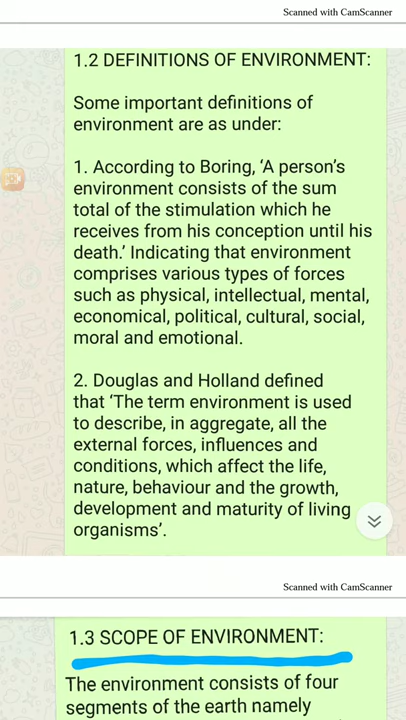 Scanned with CamScanner
1.2 DEFINITIONS OF ENVIRONMENT:
Some important definitions of
environment are as under:
1. According to Boring, ‘A person’s
environment consists of the sum
total of the stimulation which he
receives from his conception until his
death.’ Indicating that environment
comprises various types of forces
such as physical, intellectual, mental,
economical, political, cultural, social,
moral and emotional.
2. Douglas and Holland defined
that ‘The term environment is used
to describe, in aggregate, all the
external forces, influences and
conditions, which affect the life,
nature, behaviour and the growth,
development and maturity of living
organisms’.
Scanned with CamScanner
1.3 SCOPE OF ENVIRONMENT:
The environment consists of four
segments of the earth namely